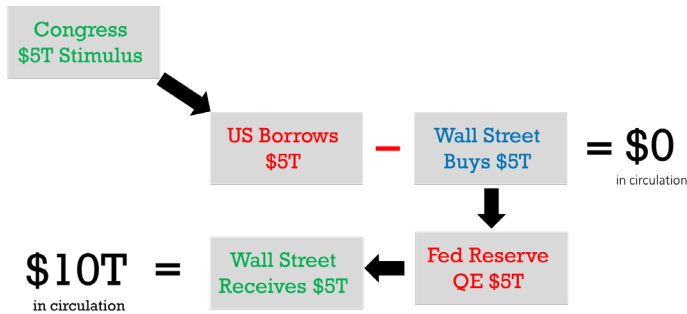 Congress
$5T Stimulus
US Borrows
$5T
–
Wall Street
Buys $5T
= $0
in circulation
Fed Reserve
QE $5T
Wall Street
Receives $5T
$10T =
in circulation